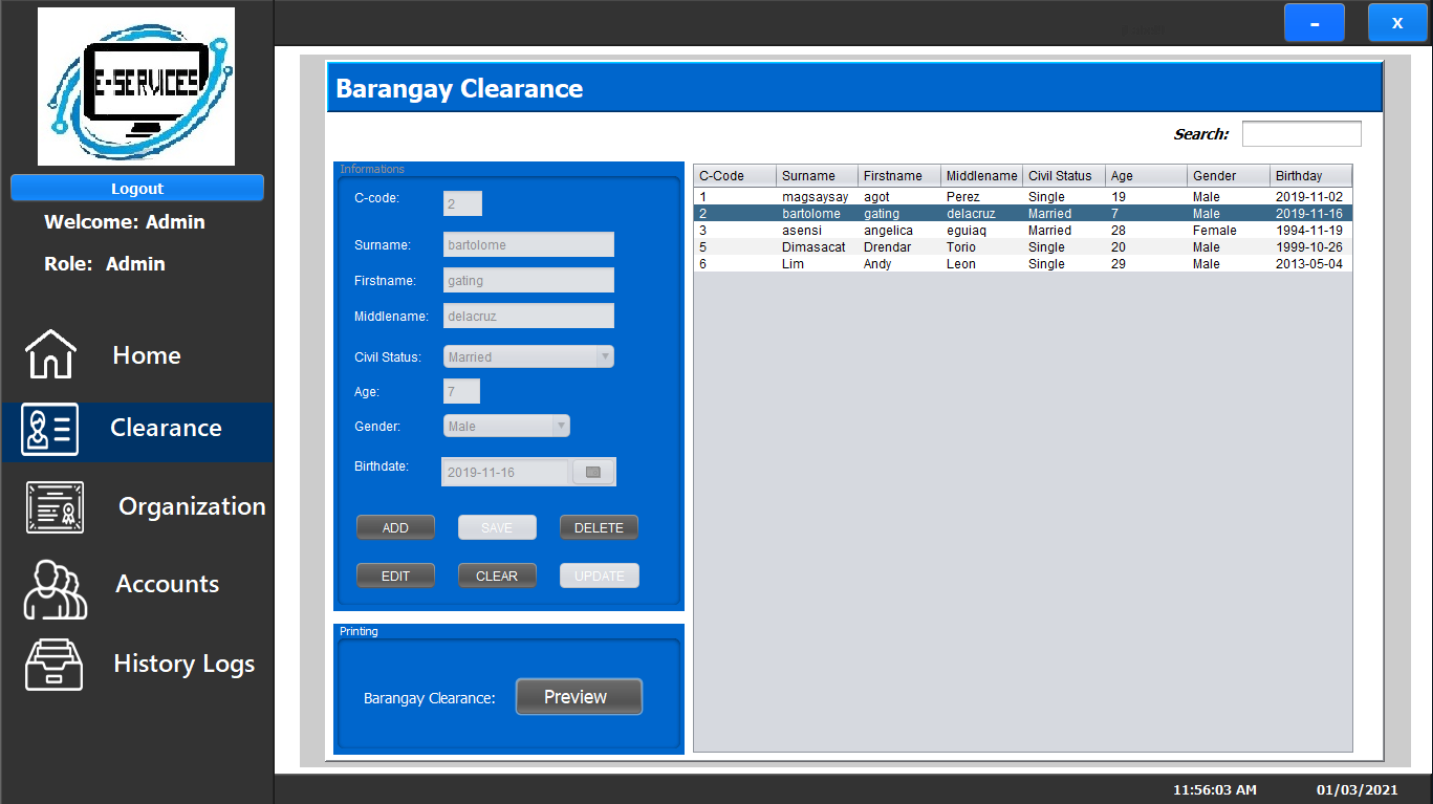 E-SERVICES
Logout
Welcome: Admin
Role: Admin
Home
Clearance
Organization
Accounts
History Logs
- x
Barangay Clearance
Search:
Informations
C-code: 2
Surname: bartolome
Firstname: gating
Middlename: delacruz
Civil Status: Married
Age: 7
Gender: Male
Birthdate: 2019-11-16
ADD SAVE DELETE
EDIT CLEAR UPDATE
Printing
Barangay Clearance: Preview
C-Code Surname Firstname Middlename Civil Status Age Gender Birthday
1 magsaysay agot Perez Single 19 Male 2019-11-02
2 bartolome gating delacruz Married 7 Male 2019-11-16
3 asensi angelica eguiaq Married 28 Female 1994-11-19
5 Dimasacat Drendar Torio Single 20 Male 1999-10-26
6 Lim Andy Leon Single 29 Male 2013-05-04
11:56:03 AM 01/03/2021